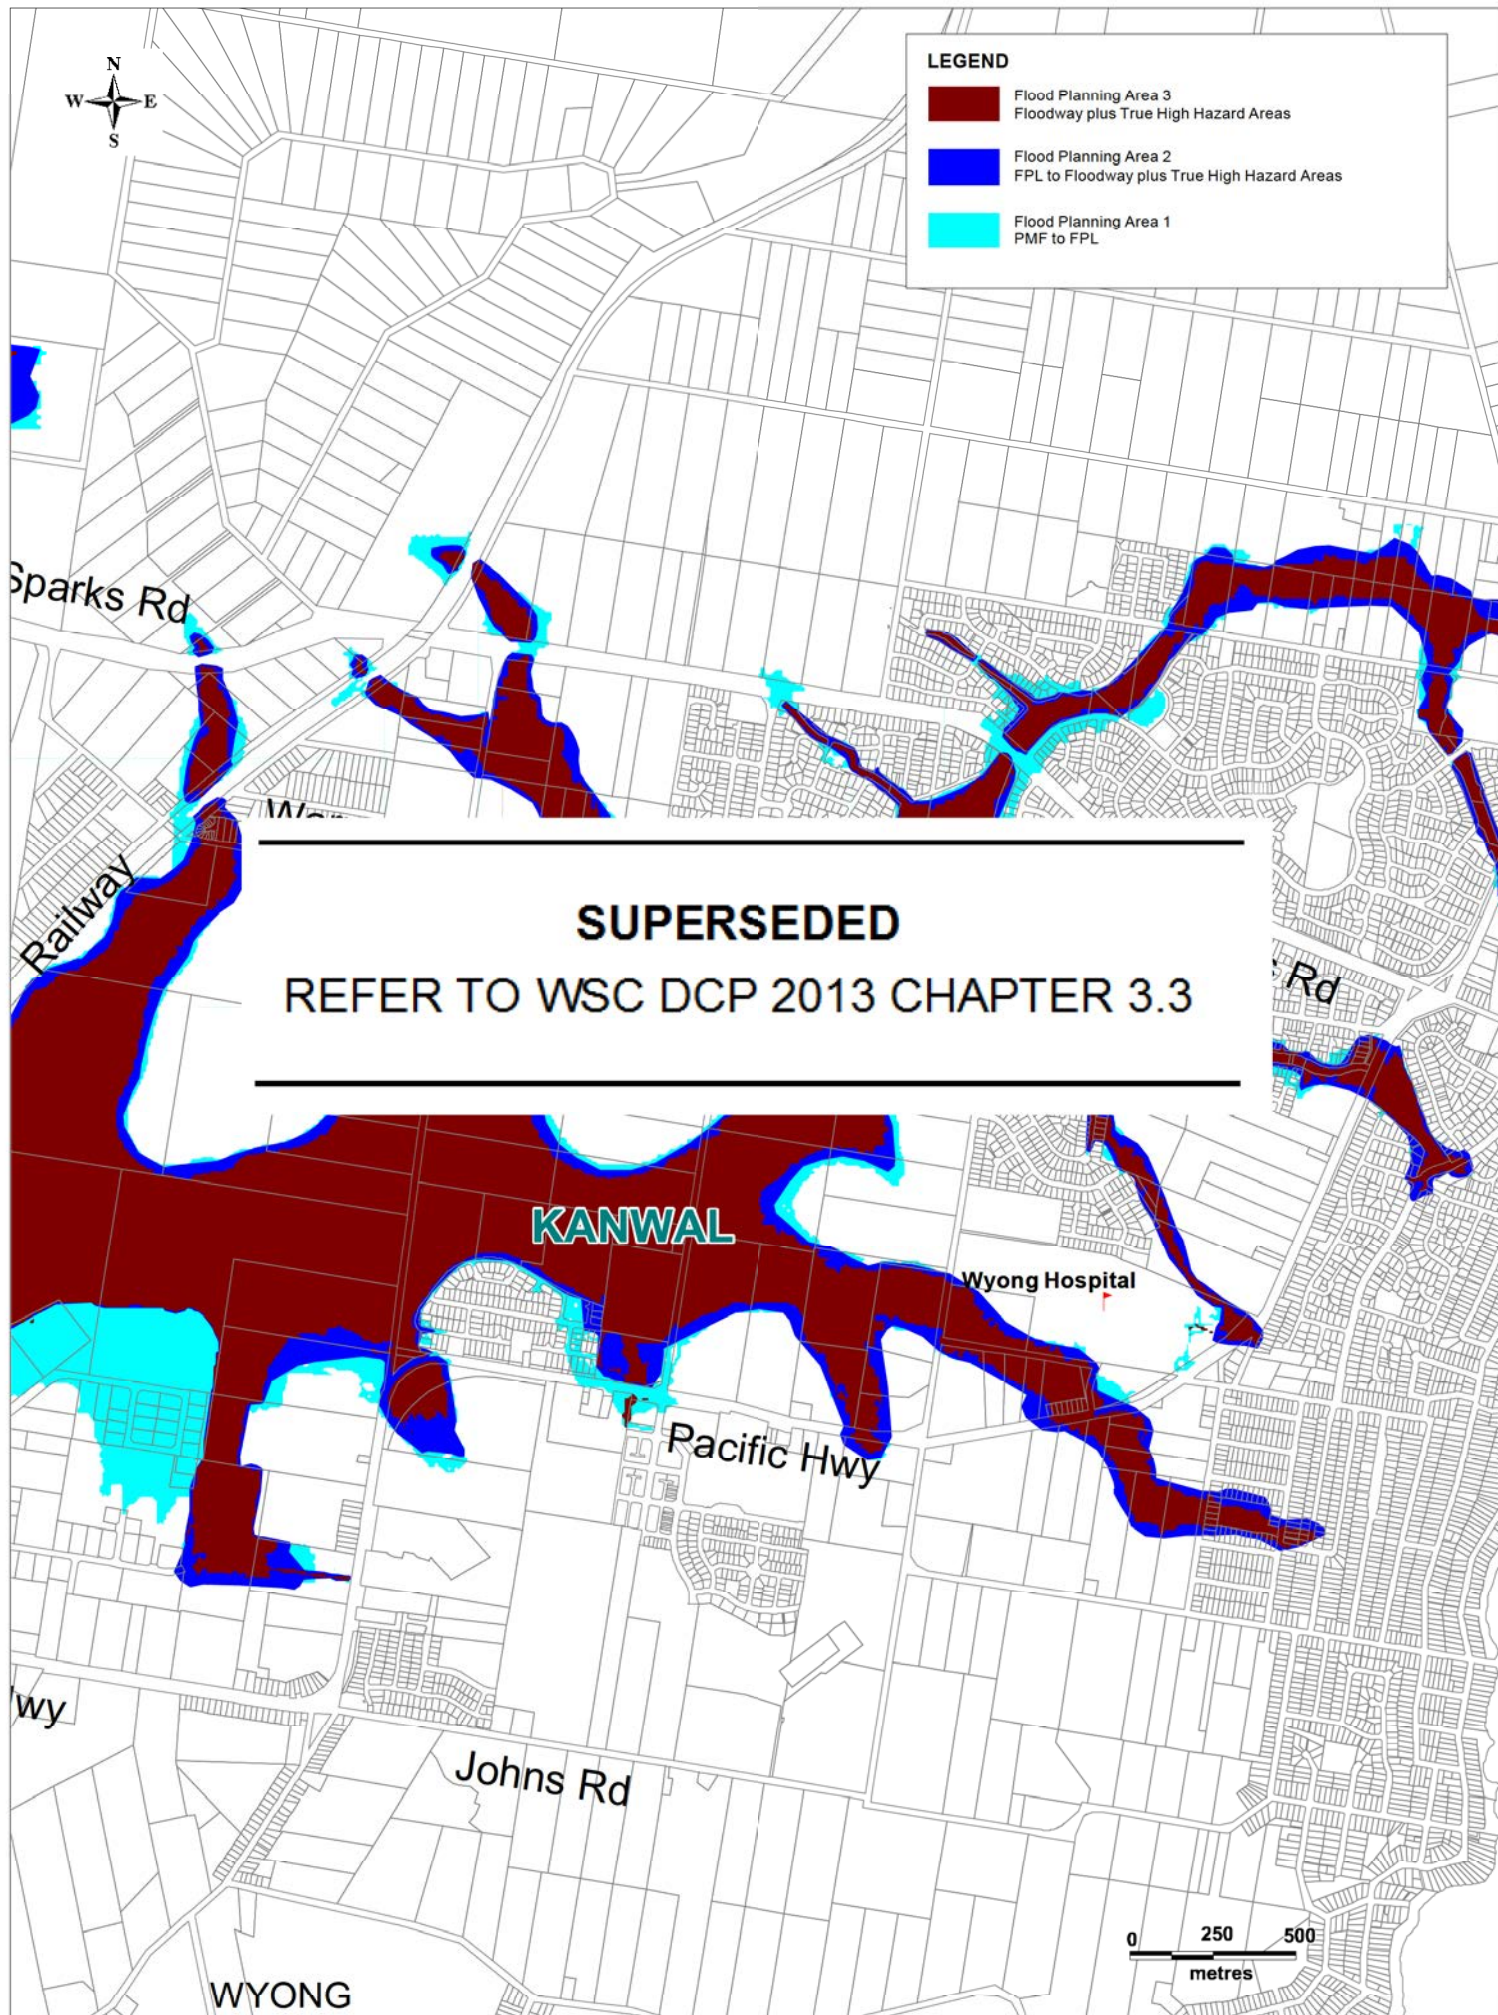 N
W E
S
LEGEND
Flood Planning Area 3
Floodway plus True High Hazard Areas
Flood Planning Area 2
FPL to Floodway plus True High Hazard Areas
Flood Planning Area 1
PMF to FPL
Sparks Rd
Railway
SUPERSEDED
REFER TO WSC DCP 2013 CHAPTER 3.3
Rd
KANWAL
Wyong Hospital
Pacific Hwy
wy
Johns Rd
0 250 500
metres
WYONG